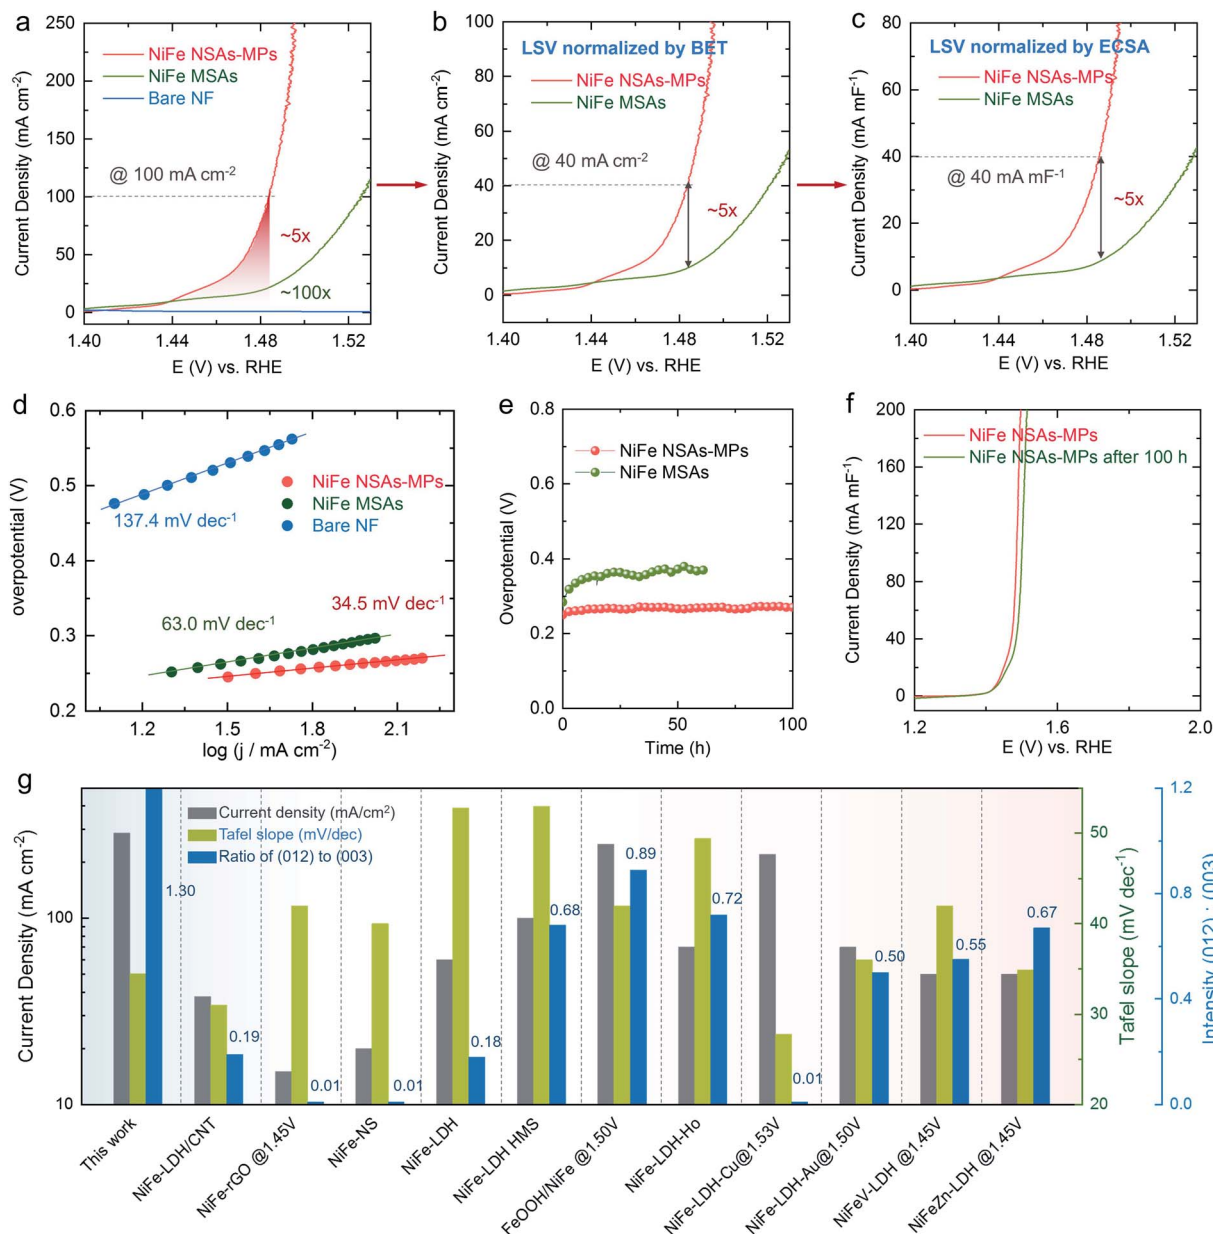 a
250
200
150
100
50
0
Current Density (mA cm⁻²)
NiFe NSAs-MPs
NiFe MSAs
Bare NF
@ 100 mA cm⁻²
~5x
~100x
1.40 1.44 1.48 1.52
E (V) vs. RHE
b
100
80
60
40
20
0
Current Density (mA cm⁻²)
LSV normalized by BET
NiFe NSAs-MPs
NiFe MSAs
@ 40 mA cm⁻²
~5x
1.40 1.44 1.48 1.52
E (V) vs. RHE
c
80
60
40
20
0
Current Density (mA mF⁻¹)
LSV normalized by ECSA
NiFe NSAs-MPs
NiFe MSAs
@ 40 mA mF⁻¹
~5x
1.40 1.44 1.48 1.52
E (V) vs. RHE
d
0.6
0.5
0.4
0.3
0.2
overpotential (V)
NiFe NSAs-MPs
NiFe MSAs
Bare NF
137.4 mV dec⁻¹
34.5 mV dec⁻¹
63.0 mV dec⁻¹
1.2 1.5 1.8 2.1
log (j / mA cm⁻²)
e
0.8
0.6
0.4
0.2
0.0
Overpotential (V)
NiFe NSAs-MPs
NiFe MSAs
0 50 100
Time (h)
f
200
160
120
80
40
0
Current Density (mA mF⁻¹)
NiFe NSAs-MPs
NiFe NSAs-MPs after 100 h
1.2 1.6 1.8 2.0
E (V) vs. RHE
g
100
10
Current Density (mA cm⁻²)
Current density (mA/cm²)
Tafel slope (mV/dec)
Ratio of (012) to (003)
1.30
0.19
0.01
0.01
0.18
0.68
0.89
0.72
0.01
0.50
0.55
0.67
50
40
30
20
Tafel slope (mV dec⁻¹)
1.2
0.8
0.4
0.0
Intensity (012) : (003)
This work
NiFe-LDH/CNT
NiFe-rGO @1.45V
NiFe-NS
NiFe-LDH
NiFe-LDH HMS
FeOOH/NiFe @1.50V
NiFe-LDH-Ho
NiFe-LDH-Cu@1.53V
NiFe-LDH-Au@1.50V
NiFeV-LDH @1.45V
NiFeZn-LDH @1.45V